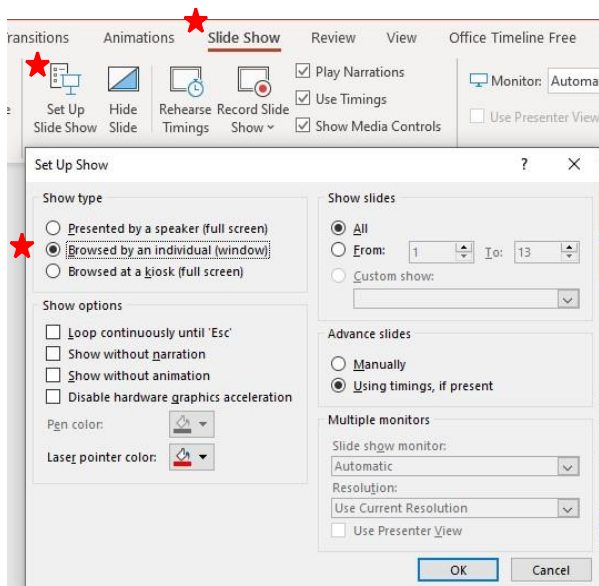 Transitions Animations Slide Show Review View Office Timeline Free
Set Up Slide Show
Hide Slide
Rehearse Timings
Record Slide Show
Play Narrations
Use Timings
Show Media Controls
Monitor: Automa
Use Presenter View
Set Up Show ? X
Show type
Presented by a speaker (full screen)
Browsed by an individual (window)
Browsed at a kiosk (full screen)
Show options
Loop continuously until 'Esc'
Show without narration
Show without animation
Disable hardware graphics acceleration
Pen color:
Laser pointer color:
Show slides
All
From: 1 To: 13
Custom show:
Advance slides
Manually
Using timings, if present
Multiple monitors
Slide show monitor:
Automatic
Resolution:
Use Current Resolution
Use Presenter View
OK Cancel